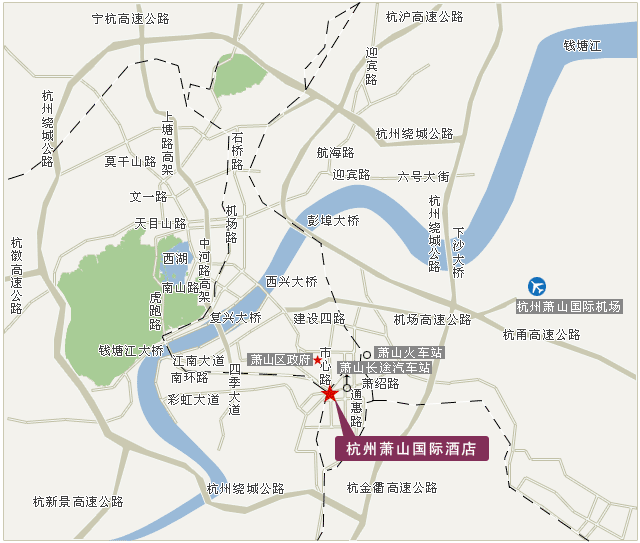 宁杭高速公路
杭沪高速公路
钱塘江
迎宾路
杭州绕城公路
上塘路高架
石桥路
杭州绕城公路
航海路
莫干山路
迎宾路
六号大街
文一路
机场路
杭州绕城公路
天目山路
彭埠大桥
下沙大桥
杭徽高速公路
中河路高架
西湖
西兴大桥
南山路
虎跑路
杭州萧山国际机场
复兴大桥
建设四路
机场高速公路
杭甬高速公路
钱塘江大桥
市心路
萧山火车站
江南大道
萧山区政府
萧山长途汽车站
四季大道
南环路
萧绍路
彩虹大道
通惠路
杭州萧山国际酒店
杭州绕城公路
杭金衢高速公路
杭新景高速公路